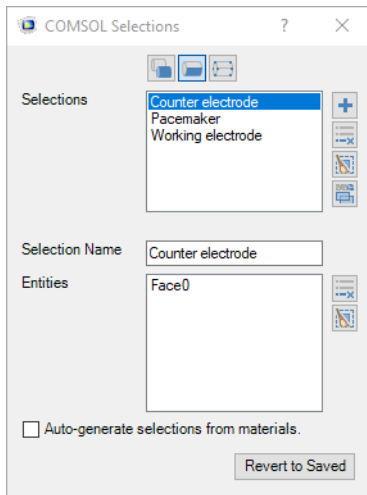 COMSOL Selections
?
Selections
Counter electrode
Pacemaker
Working electrode
Selection Name
Counter electrode
Entities
Face0
Auto-generate selections from materials.
Revert to Saved